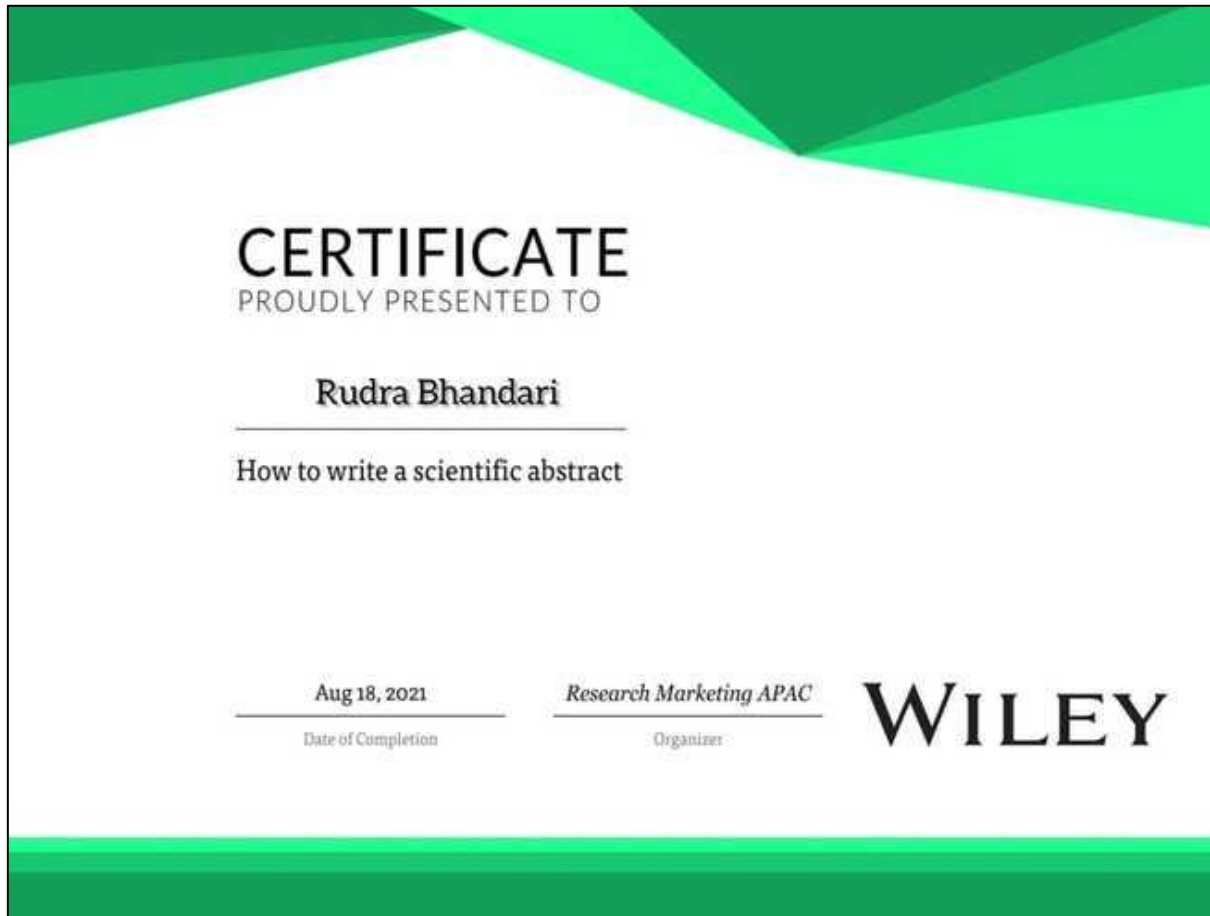 CERTIFICATE
PROUDLY PRESENTED TO
Rudra Bhandari
How to write a scientific abstract
Aug 18, 2021
Date of Completion
Research Marketing APAC
Organizer
WILEY